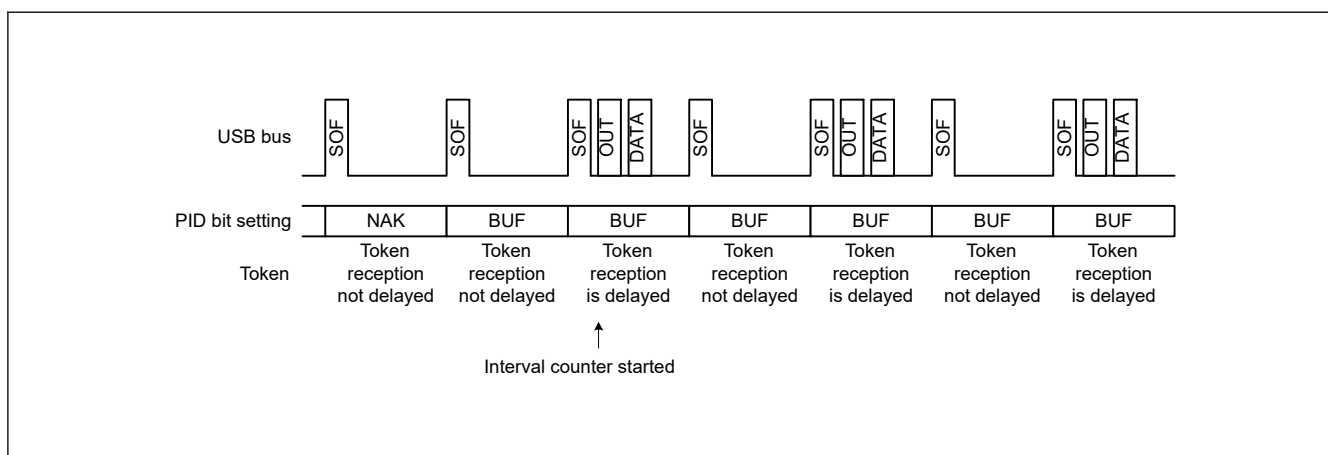 USB bus SOF SOF SOF OUT DATA SOF SOF OUT DATA SOF SOF OUT DATA
PID bit setting NAK BUF BUF BUF BUF BUF BUF
Token Token Token Token Token Token Token
Token reception reception reception reception reception reception reception
not delayed not delayed is delayed not delayed is delayed not delayed is delayed
Interval counter started